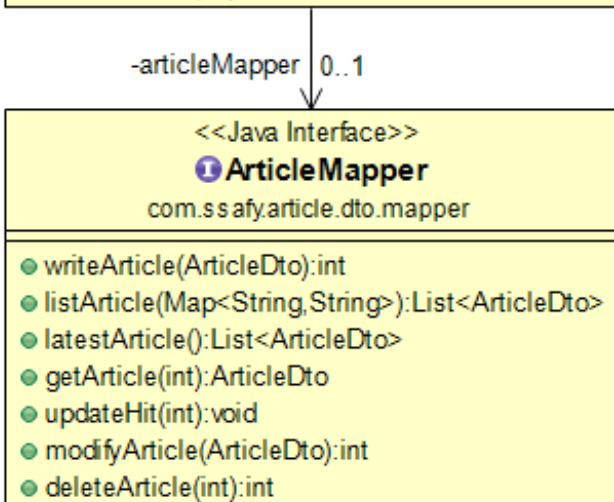 -articleMapper 0..1
<<Java Interface>>
I ArticleMapper
com.ssafy.article.dto.mapper
writeArticle(ArticleDto):int
listArticle(Map<String,String>):List<ArticleDto>
latestArticle():List<ArticleDto>
getArticle(int):ArticleDto
updateHit(int):void
modifyArticle(ArticleDto):int
deleteArticle(int):int